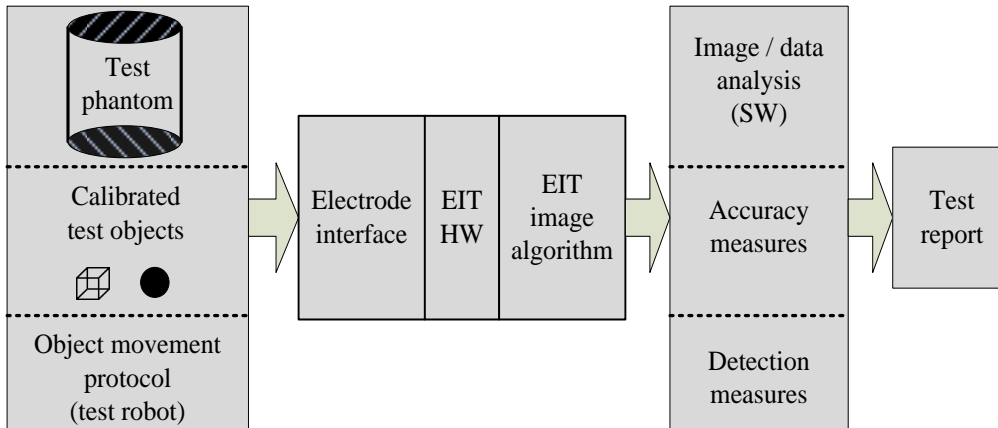 Test
phantom
Calibrated
test objects
Object movement
protocol
(test robot)
Electrode
interface
EIT
HW
EIT
image
algorithm
Image / data
analysis
(SW)
Accuracy
measures
Detection
measures
Test
report